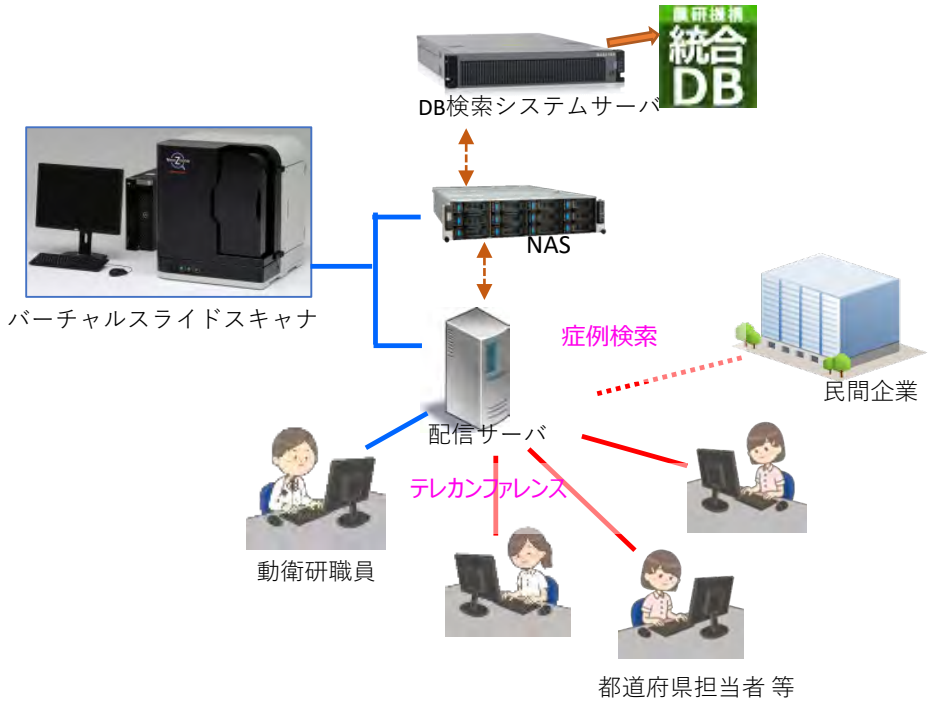 農研機構
統合
DB
DB検索システムサーバ
NAS
バーチャルスライドスキャナ
症例検索
民間企業
配信サーバ
テレカンファレンス
動衛研職員
都道府県担当者 等